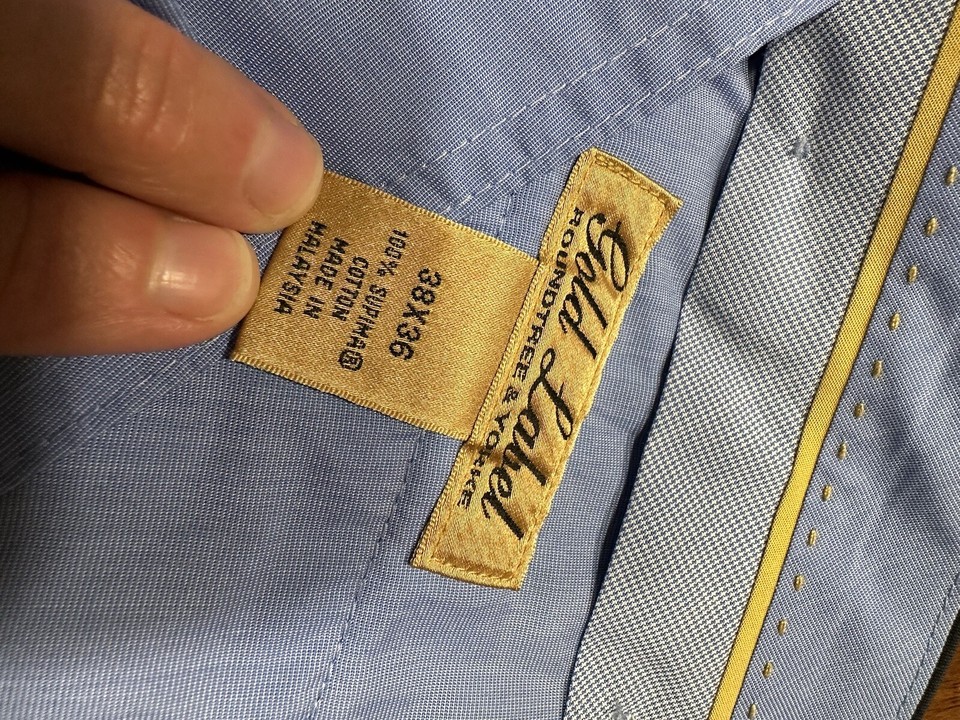 Gold Label
ROUNDTREE & YORKE
38X36
100% SUPIMA®
COTTON
MADE IN
MALAYSIA